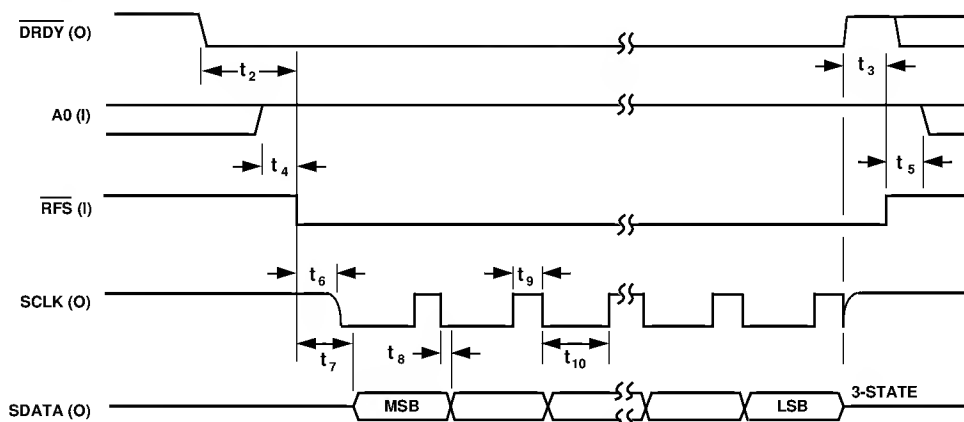 DRDY (O)
t2
t3
A0 (I)
t4
t5
RFS (I)
t6
t9
SCLK (O)
t7
t8
t10
SDATA (O)
MSB
LSB
3-STATE